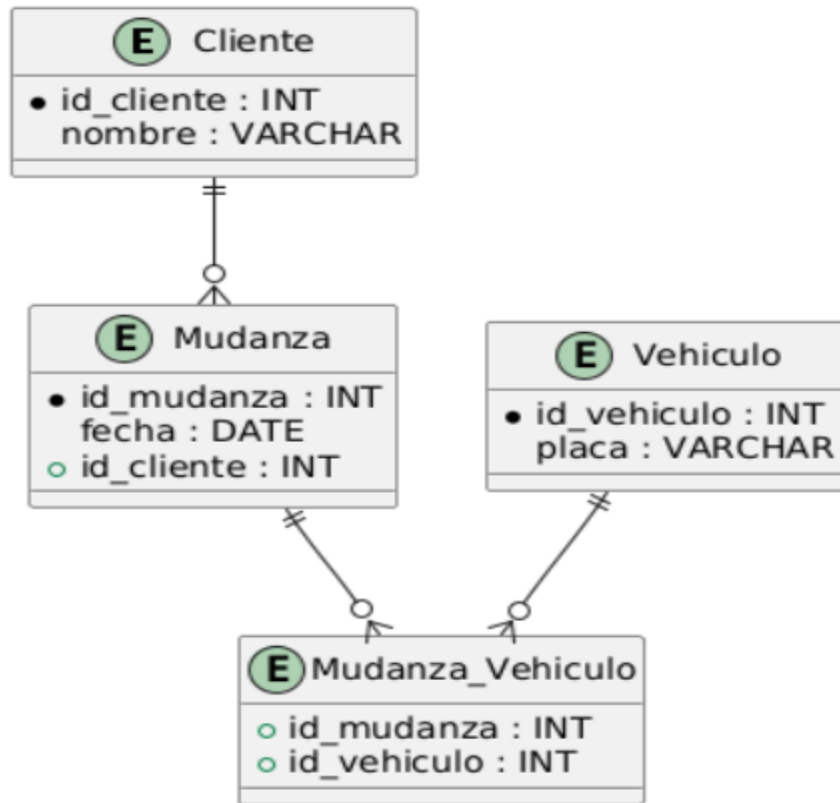 E Cliente
id_cliente : INT
nombre : VARCHAR
E Mudanza
id_mudanza : INT
fecha : DATE
id_cliente : INT
E Vehiculo
id_vehiculo : INT
placa : VARCHAR
E Mudanza_Vehiculo
id_mudanza : INT
id_vehiculo : INT